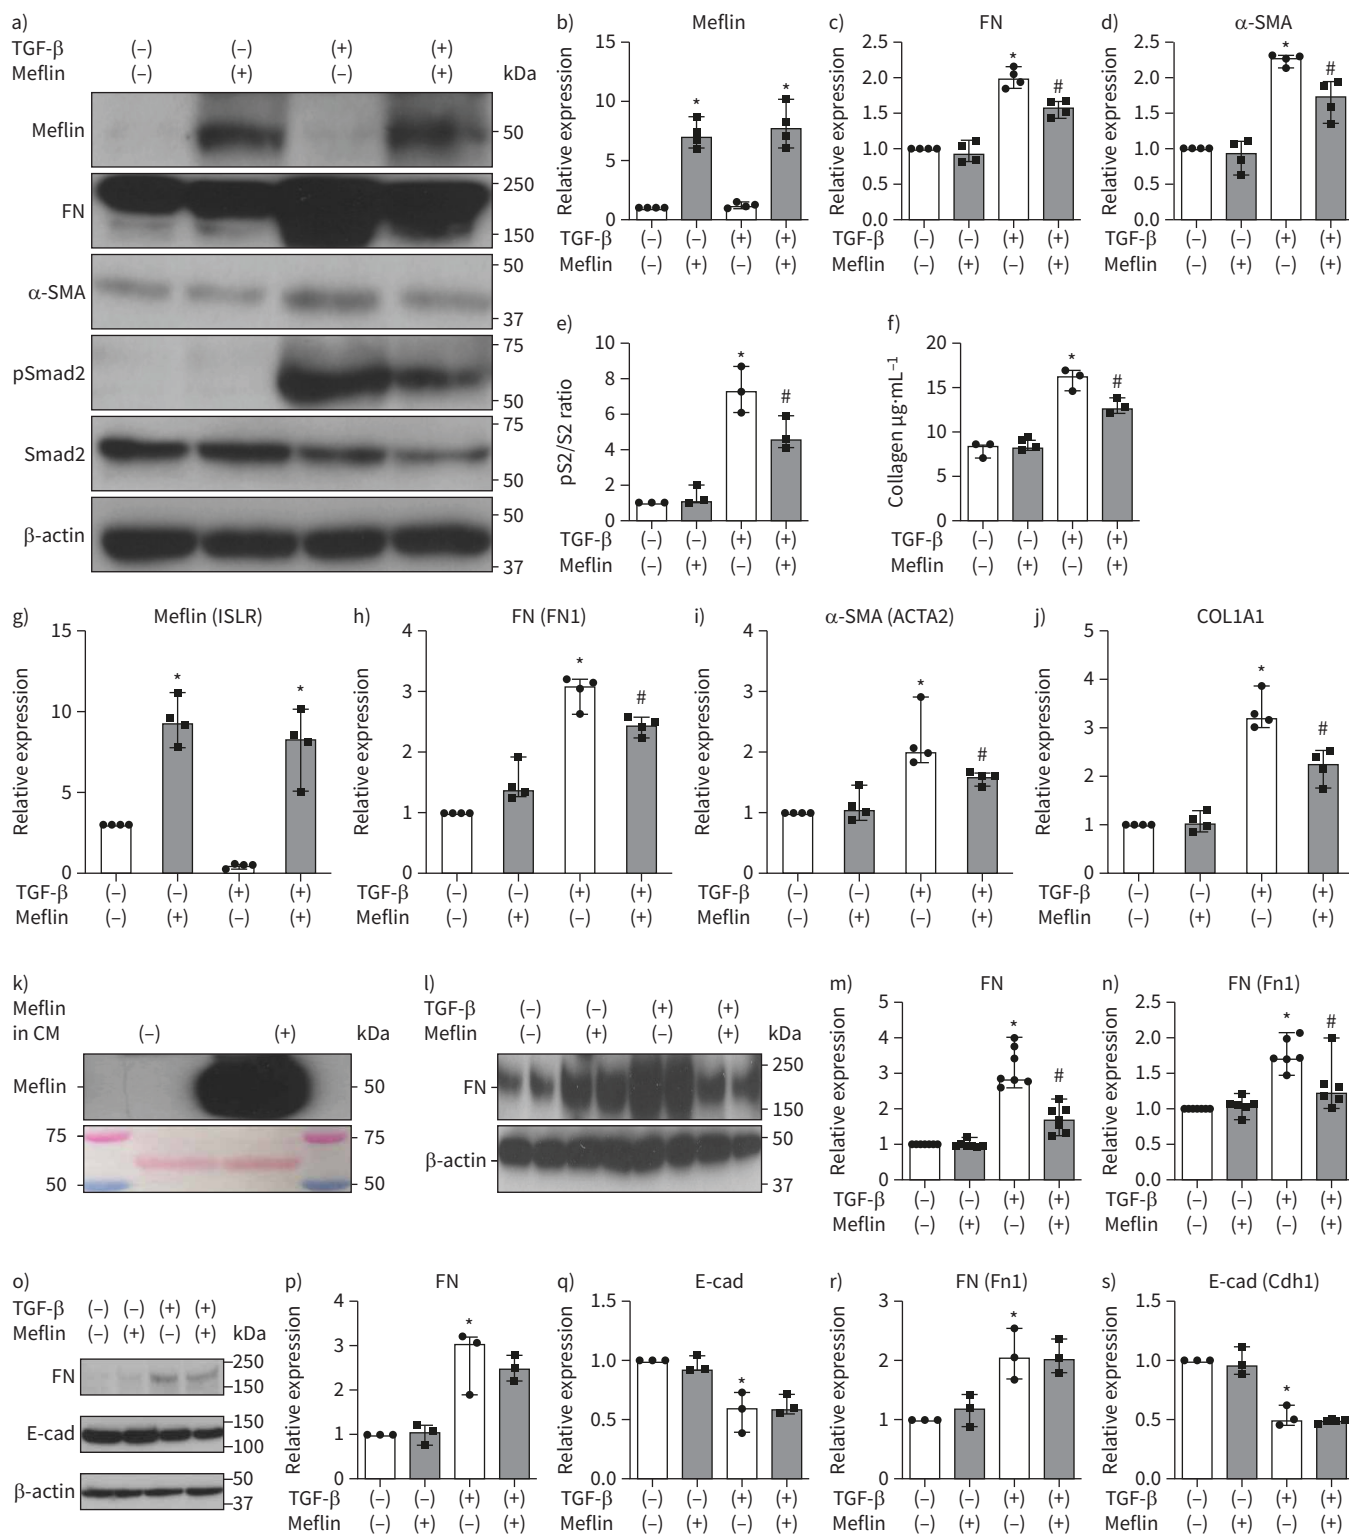 a)
TGF-β (–) (–) (+) (+)
Meflin (–) (+) (–) (+) kDa
Meflin 50
FN 250
150
α-SMA 50
37
pSmad2 75
50
Smad2 75
50
β-actin 50
37
b) Meflin
Relative expression
15
10
5
0
* *
TGF-β (–) (–) (+) (+)
Meflin (–) (+) (–) (+)
c) FN
Relative expression
2.5
2.0
1.5
1.0
0.5
0.0
* #
TGF-β (–) (–) (+) (+)
Meflin (–) (+) (–) (+)
d) α-SMA
Relative expression
2.5
2.0
1.5
1.0
0.5
0.0
* #
TGF-β (–) (–) (+) (+)
Meflin (–) (+) (–) (+)
e)
pS2/S2 ratio
10
8
6
4
2
0
* #
TGF-β (–) (–) (+) (+)
Meflin (–) (+) (–) (+)
f)
Collagen µg·mL⁻¹
20
15
10
5
0
* #
TGF-β (–) (–) (+) (+)
Meflin (–) (+) (–) (+)
g) Meflin (ISLR)
Relative expression
15
10
5
0
* *
TGF-β (–) (–) (+) (+)
Meflin (–) (+) (–) (+)
h) FN (FN1)
Relative expression
4
3
2
1
0
* #
TGF-β (–) (–) (+) (+)
Meflin (–) (+) (–) (+)
i) α-SMA (ACTA2)
Relative expression
4
3
2
1
0
* #
TGF-β (–) (–) (+) (+)
Meflin (–) (+) (–) (+)
j) COL1A1
Relative expression
5
4
3
2
1
0
* #
TGF-β (–) (–) (+) (+)
Meflin (–) (+) (–) (+)
k)
Meflin
in CM (–) (+) kDa
Meflin 50
75 75
50 50
l)
TGF-β (–) (–) (+) (+)
Meflin (–) (+) (–) (+) kDa
FN 250
150
β-actin 50
37
m) FN
Relative expression
5
4
3
2
1
0
* #
TGF-β (–) (–) (+) (+)
Meflin (–) (+) (–) (+)
n) FN (Fn1)
Relative expression
2.5
2.0
1.5
1.0
0.5
0.0
* #
TGF-β (–) (–) (+) (+)
Meflin (–) (+) (–) (+)
o)
TGF-β (–) (–) (+) (+)
Meflin (–) (+) (–) (+) kDa
FN 250
150
E-cad 150
100
β-actin 50
37
p) FN
Relative expression
4
3
2
1
0
*
TGF-β (–) (–) (+) (+)
Meflin (–) (+) (–) (+)
q) E-cad
Relative expression
1.5
1.0
0.5
0.0
*
TGF-β (–) (–) (+) (+)
Meflin (–) (+) (–) (+)
r) FN (Fn1)
Relative expression
3
2
1
0
*
TGF-β (–) (–) (+) (+)
Meflin (–) (+) (–) (+)
s) E-cad (Cdh1)
Relative expression
1.5
1.0
0.5
0.0
*
TGF-β (–) (–) (+) (+)
Meflin (–) (+) (–) (+)